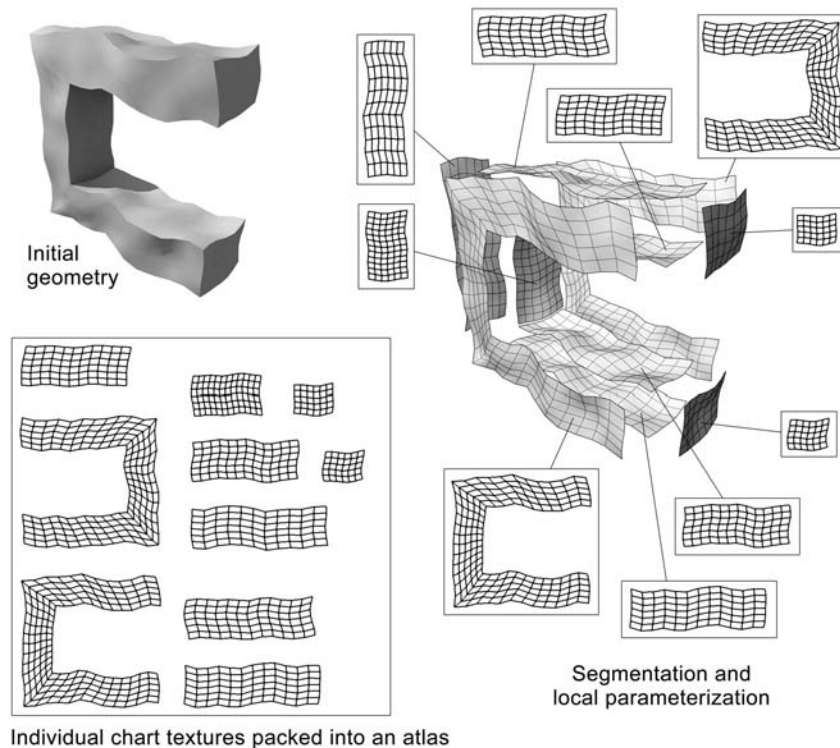 Initial
geometry
Segmentation and
local parameterization
Individual chart textures packed into an atlas